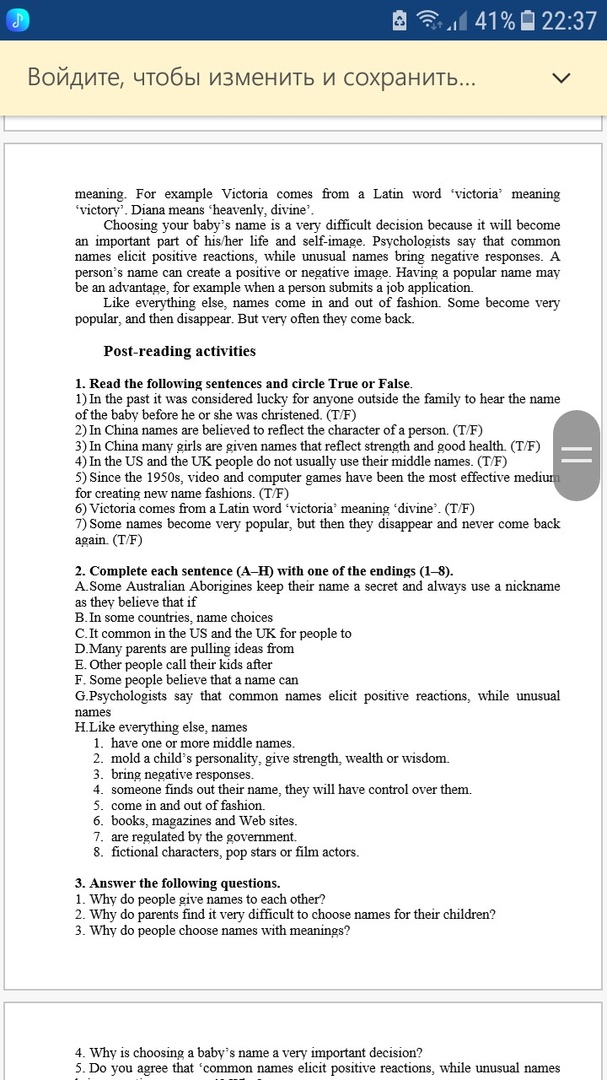 41% 22:37
Войдите, чтобы изменить и сохранить...
meaning. For example Victoria comes from a Latin word ‘victoria’ meaning
‘victory’. Diana means ‘heavenly, divine’.
Choosing your baby’s name is a very difficult decision because it will become
an important part of his/her life and self-image. Psychologists say that common
names elicit positive reactions, while unusual names bring negative responses. A
person’s name can create a positive or negative image. Having a popular name may
be an advantage, for example when a person submits a job application.
Like everything else, names come in and out of fashion. Some become very
popular, and then disappear. But very often they come back.
Post-reading activities
1. Read the following sentences and circle True or False.
1) In the past it was considered lucky for anyone outside the family to hear the name
of the baby before he or she was christened. (T/F)
2) In China names are believed to reflect the character of a person. (T/F)
3) In China many girls are given names that reflect strength and good health. (T/F)
4) In the US and the UK people do not usually use their middle names. (T/F)
5) Since the 1950s, video and computer games have been the most effective medium
for creating new name fashions. (T/F)
6) Victoria comes from a Latin word ‘victoria’ meaning ‘divine’. (T/F)
7) Some names become very popular, but then they disappear and never come back
again. (T/F)
2. Complete each sentence (A–H) with one of the endings (1–8).
A. Some Australian Aborigines keep their name a secret and always use a nickname
as they believe that if
B. In some countries, name choices
C. It common in the US and the UK for people to
D. Many parents are pulling ideas from
E. Other people call their kids after
F. Some people believe that a name can
G. Psychologists say that common names elicit positive reactions, while unusual
names
H. Like everything else, names
1. have one or more middle names.
2. mold a child’s personality, give strength, wealth or wisdom.
3. bring negative responses.
4. someone finds out their name, they will have control over them.
5. come in and out of fashion.
6. books, magazines and Web sites.
7. are regulated by the government.
8. fictional characters, pop stars or film actors.
3. Answer the following questions.
1. Why do people give names to each other?
2. Why do parents find it very difficult to choose names for their children?
3. Why do people choose names with meanings?
4. Why is choosing a baby’s name a very important decision?
5. Do you agree that ‘common names elicit positive reactions, while unusual names